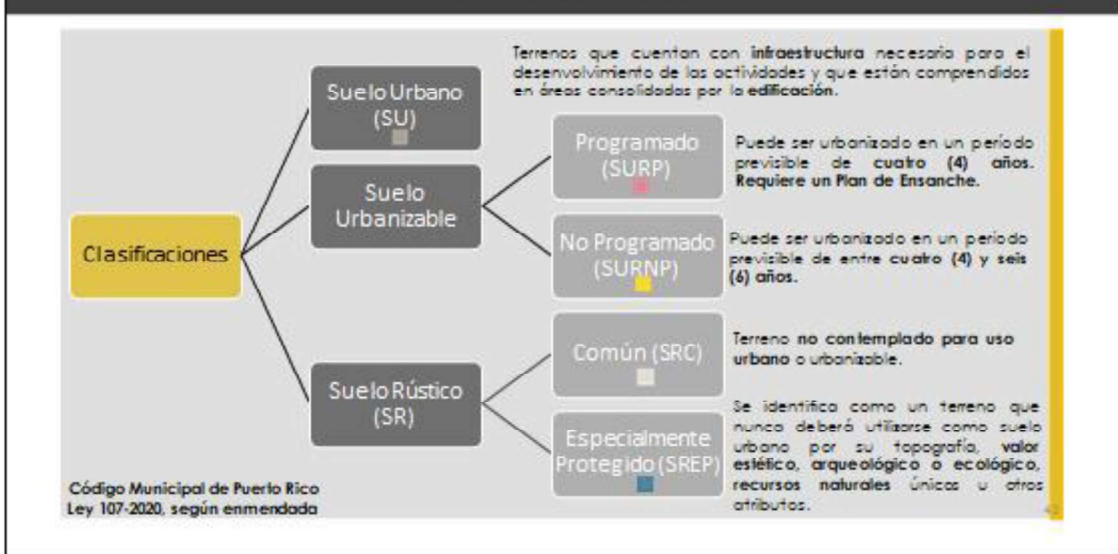 Terrenos que cuentan con infraestructura necesaria para el
desenvolvimiento de las actividades y que están comprendidos
en áreas consolidadas por la edificación.
Suelo Urbano
(SU)
Programado
(SURP)
Puede ser urbanizado en un período
previsible de cuatro (4) años.
Requiere un Plan de Ensanche.
Suelo
Urbanizable
Clasificaciones
No Programado
(SURNP)
Puede ser urbanizado en un período
previsible de entre cuatro (4) y seis
(6) años.
Común (SRC)
Terreno no contemplado para uso
urbano o urbanizable.
Suelo Rústico
(SR)
Especialmente
Protegido (SREP)
Se identifica como un terreno que
nunca deberá utilizarse como suelo
urbano por su topografía, valor
estético, arqueológico o ecológico,
recursos naturales únicos u otros
atributos.
Código Municipal de Puerto Rico
Ley 107-2020, según enmendada